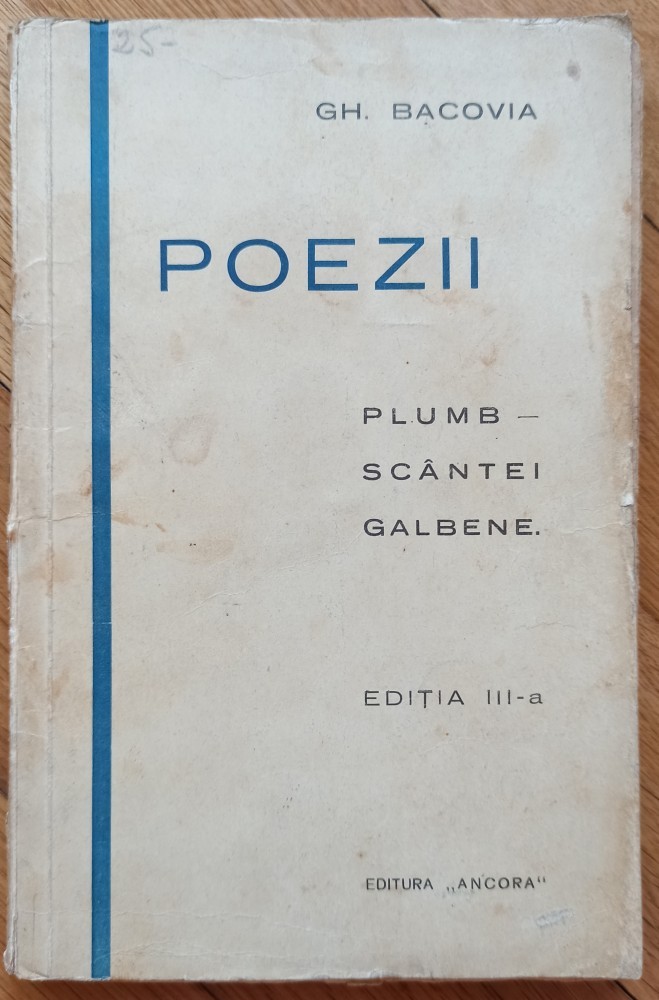 25-
GH. BACOVIA
POEZII
PLUMB —
SCÂNTEI
GALBENE.
EDIȚIA III-a
EDITURA „ANCORA"